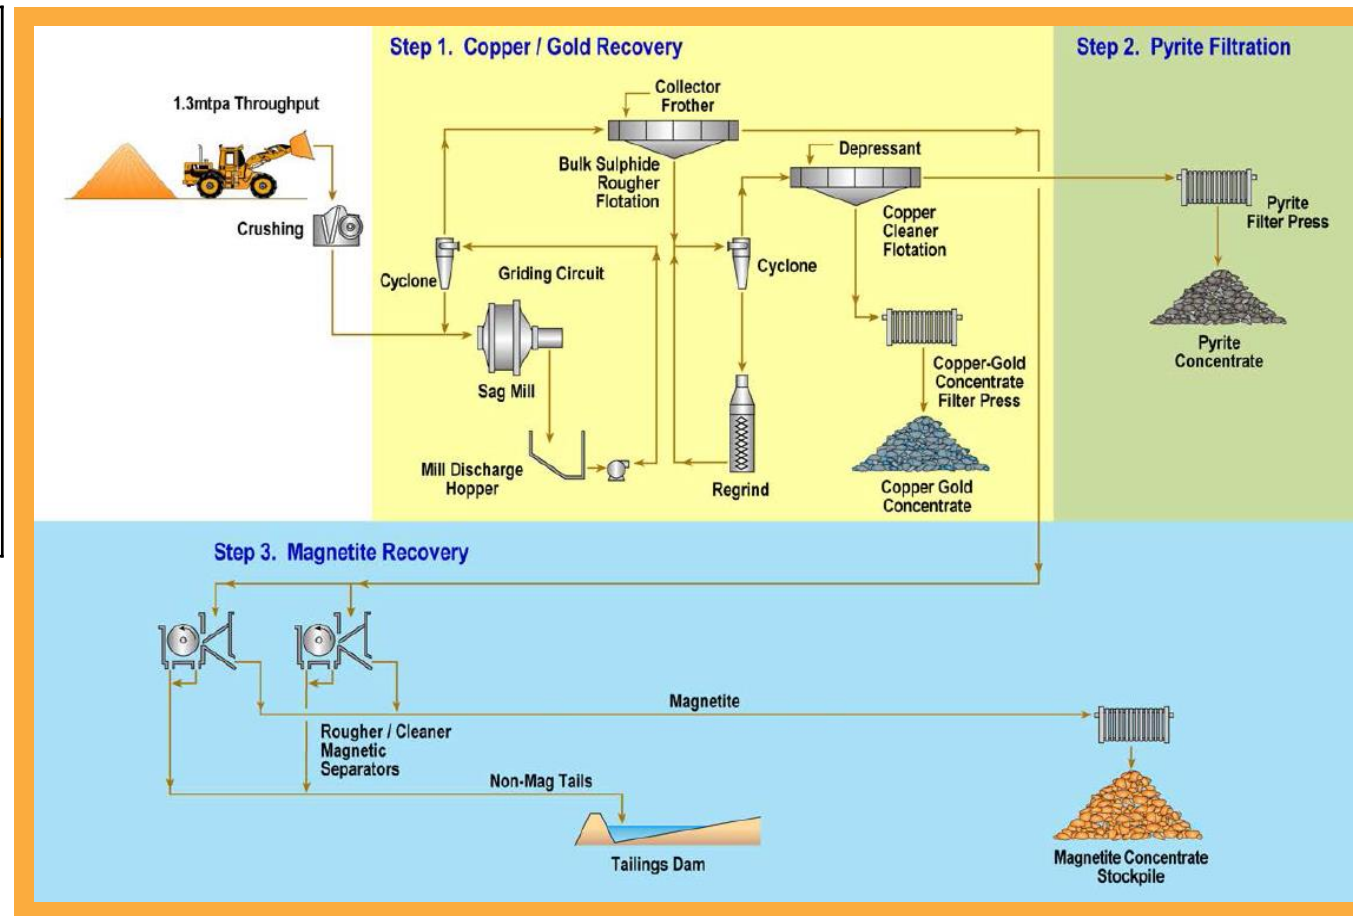 Step 1. Copper / Gold Recovery
Step 2. Pyrite Filtration
1.3mtpa Throughput
Crushing
Collector
Frother
Bulk Sulphide
Rougher
Flotation
Depressant
Copper
Cleaner
Flotation
Pyrite
Filter Press
Cyclone
Griding Circuit
Cyclone
Sag Mill
Copper-Gold
Concentrate
Filter Press
Pyrite
Concentrate
Mill Discharge
Hopper
Regrind
Copper Gold
Concentrate
Step 3. Magnetite Recovery
Magnetite
Rougher / Cleaner
Magnetic
Separators
Non-Mag Tails
Tailings Dam
Magnetite Concentrate
Stockpile